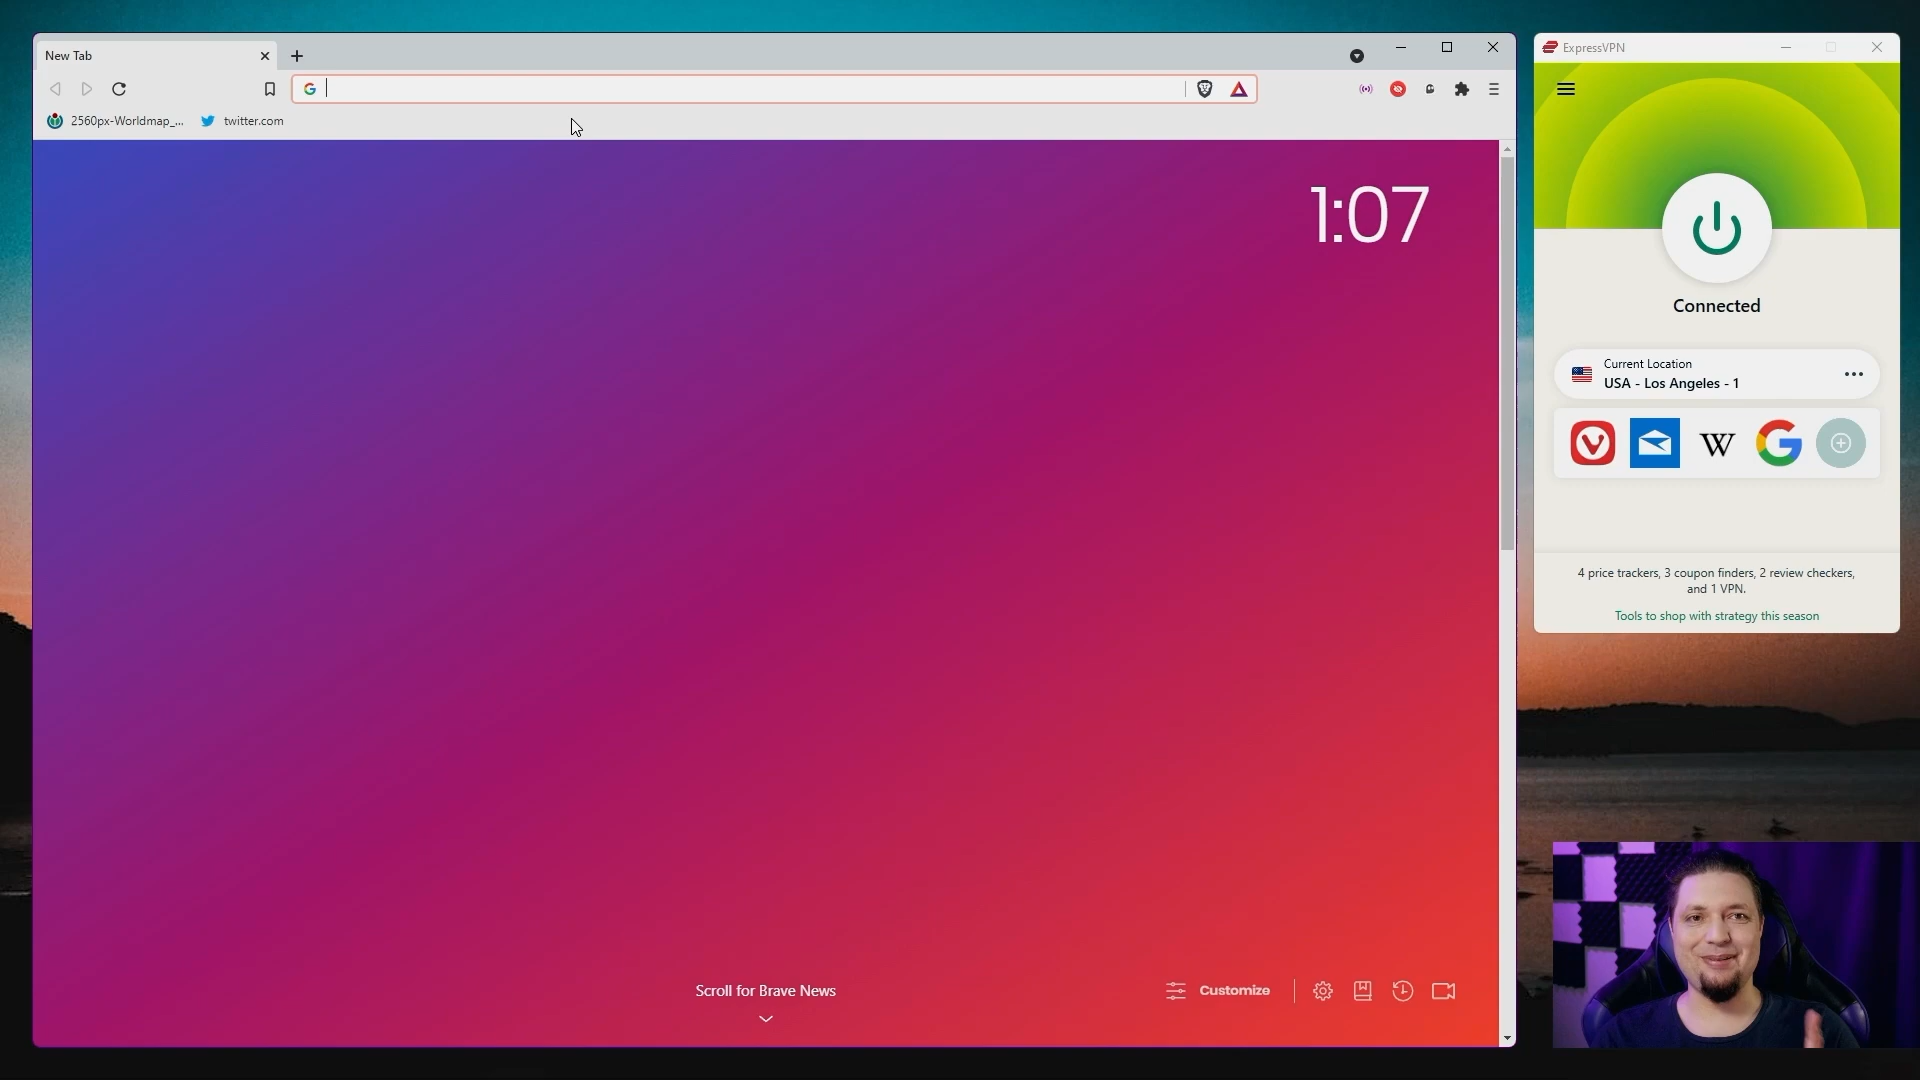 New Tab
2560px-Worldmap_...
twitter.com
1:07
Scroll for Brave News
Customize
ExpressVPN
Connected
Current Location
USA - Los Angeles - 1
W
4 price trackers, 3 coupon finders, 2 review checkers,
and 1 VPN.
Tools to shop with strategy this season